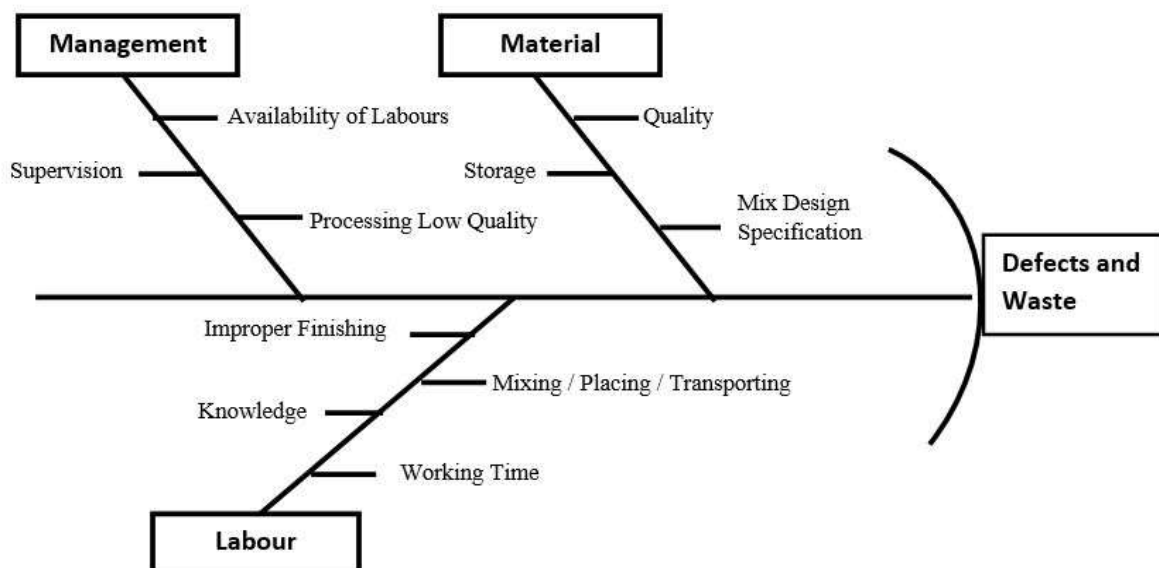 Management
Material
Availability of Labours
Quality
Supervision
Storage
Processing Low Quality
Mix Design
Specification
Defects and
Waste
Improper Finishing
Mixing / Placing / Transporting
Knowledge
Working Time
Labour